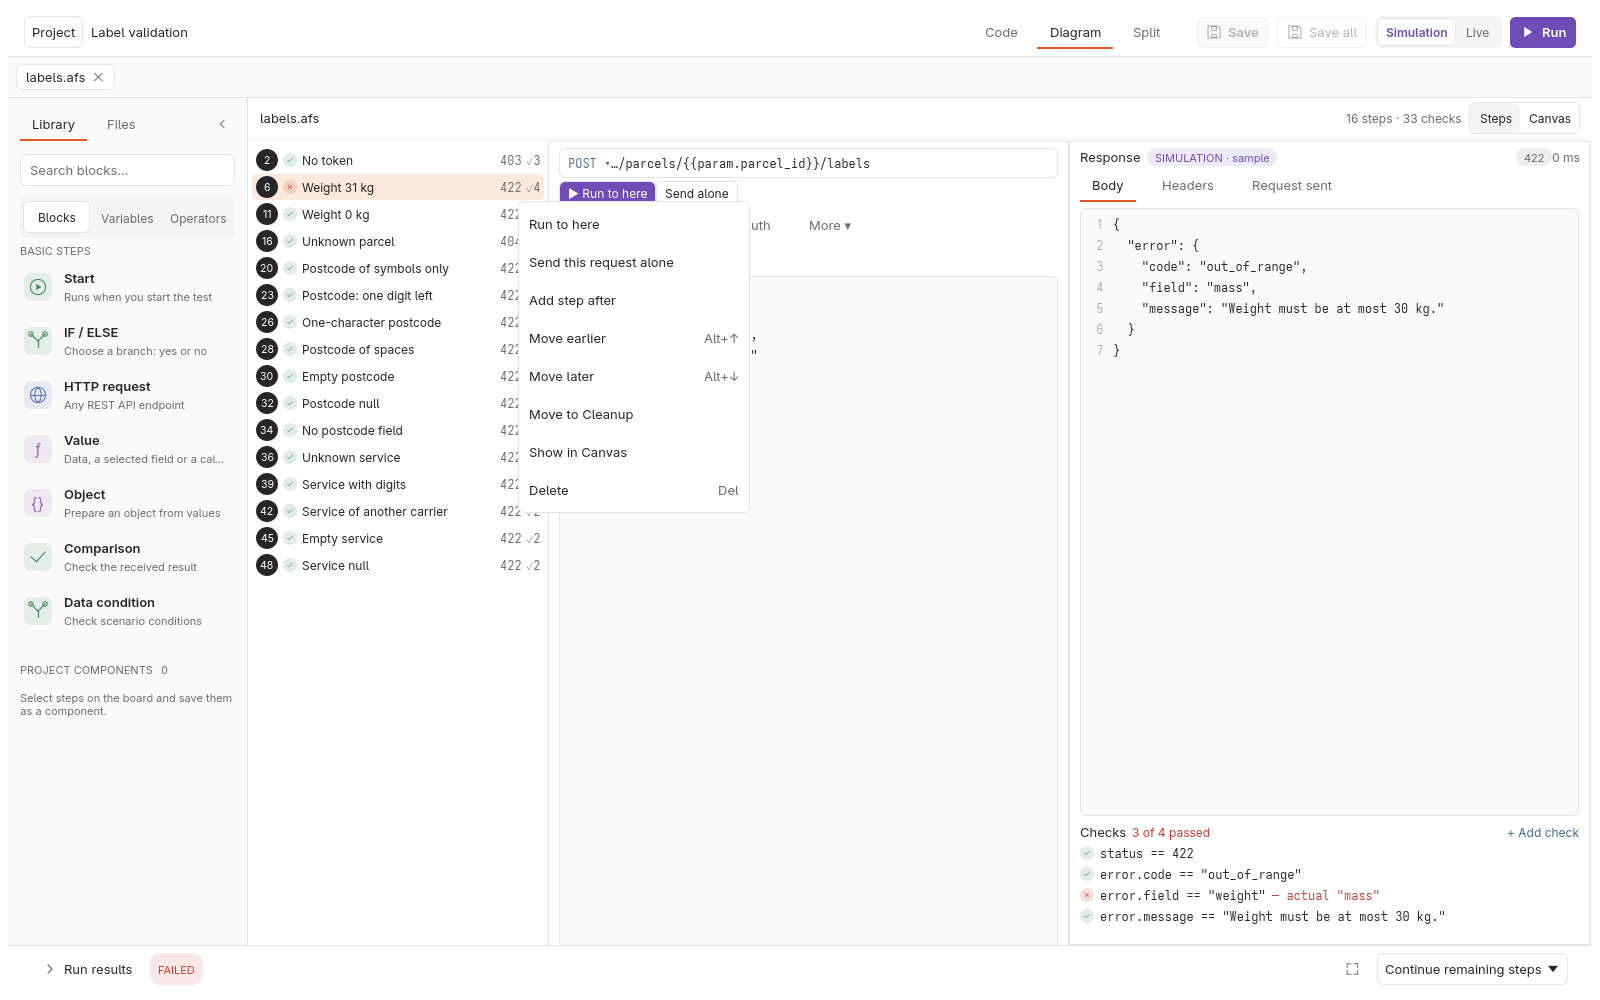 Project Label validation Code Diagram Split Save Save all Simulation Live Run
labels.afs
Library Files
labels.afs 16 steps · 33 checks Steps Canvas
Search blocks...
Blocks Variables Operators
BASIC STEPS
Start
Runs when you start the test
IF / ELSE
Choose a branch: yes or no
HTTP request
Any REST API endpoint
Value
Data, a selected field or a cal...
Object
Prepare an object from values
Comparison
Check the received result
Data condition
Check scenario conditions
PROJECT COMPONENTS 0
Select steps on the board and save them
as a component.
2 No token 403 ✓3
6 Weight 31 kg 422 ✓4
11 Weight 0 kg 422
16 Unknown parcel 404
20 Postcode of symbols only 422
23 Postcode: one digit left 422
26 One-character postcode 422
28 Postcode of spaces 422
30 Empty postcode 422
32 Postcode null 422
34 No postcode field 422
36 Unknown service 422
39 Service with digits 422
42 Service of another carrier 422 ✓2
45 Empty service 422 ✓2
48 Service null 422 ✓2
POST ▾ …/parcels/{{param.parcel_id}}/labels
Run to here Send alone
uth More ▾
Run to here
Send this request alone
Add step after
Move earlier Alt+↑
Move later Alt+↓
Move to Cleanup
Show in Canvas
Delete Del
,
"
Response SIMULATION · sample 422 0 ms
Body Headers Request sent
1 {
2 "error": {
3 "code": "out_of_range",
4 "field": "mass",
5 "message": "Weight must be at most 30 kg."
6 }
7 }
Checks 3 of 4 passed + Add check
status == 422
error.code == "out_of_range"
error.field == "weight" — actual "mass"
error.message == "Weight must be at most 30 kg."
Run results FAILED Continue remaining steps